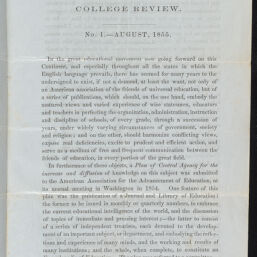 COLLEGE REVIEW.
No. 1.—AUGUST, 1855.
In the great educational movement now going forward on this
Continent, and especially throughout all the states in which the
English language prevails, there has seemed for many years to the
undersigned to exist, if not a demand, at least the want, not only of
an American association of the friends of universal education, but of
a series of publications, which should, on the one hand, embody the
matured views and varied experience of wise statesmen, educators
and teachers in perfecting the organization, administration, instruction
and discipline of schools, of every grade, through a succession of
years, under widely varying circumstances of government, society
and religion; and on the other, should harmonize conflicting views,
expose real deficiencies, excite to prudent and efficient action, and
serve as a medium of free and frequent communication between the
friends of education, in every portion of the great field.
In furtherance of these objects, a Plan of Central Agency for the
increase and diffusion of knowledge on this subject was submitted
to the American Association for the Advancement of Education, at
its annual meeting in Washington in 1854. One feature of this
plan was the publication of a Journal and Library of Education;
the former to be issued in monthly or quarterly numbers, to embrace
the current educational intelligence of the world, and the discussion
of topics of immediate and pressing interest;—the latter to consist
of a series of independent treatises, each devoted to the develop-
ment of an important subject, or department, and embodying the reflec-
tions and experience of many minds, and the working and results of
many institutions; and the whole, when complete, to constitute an